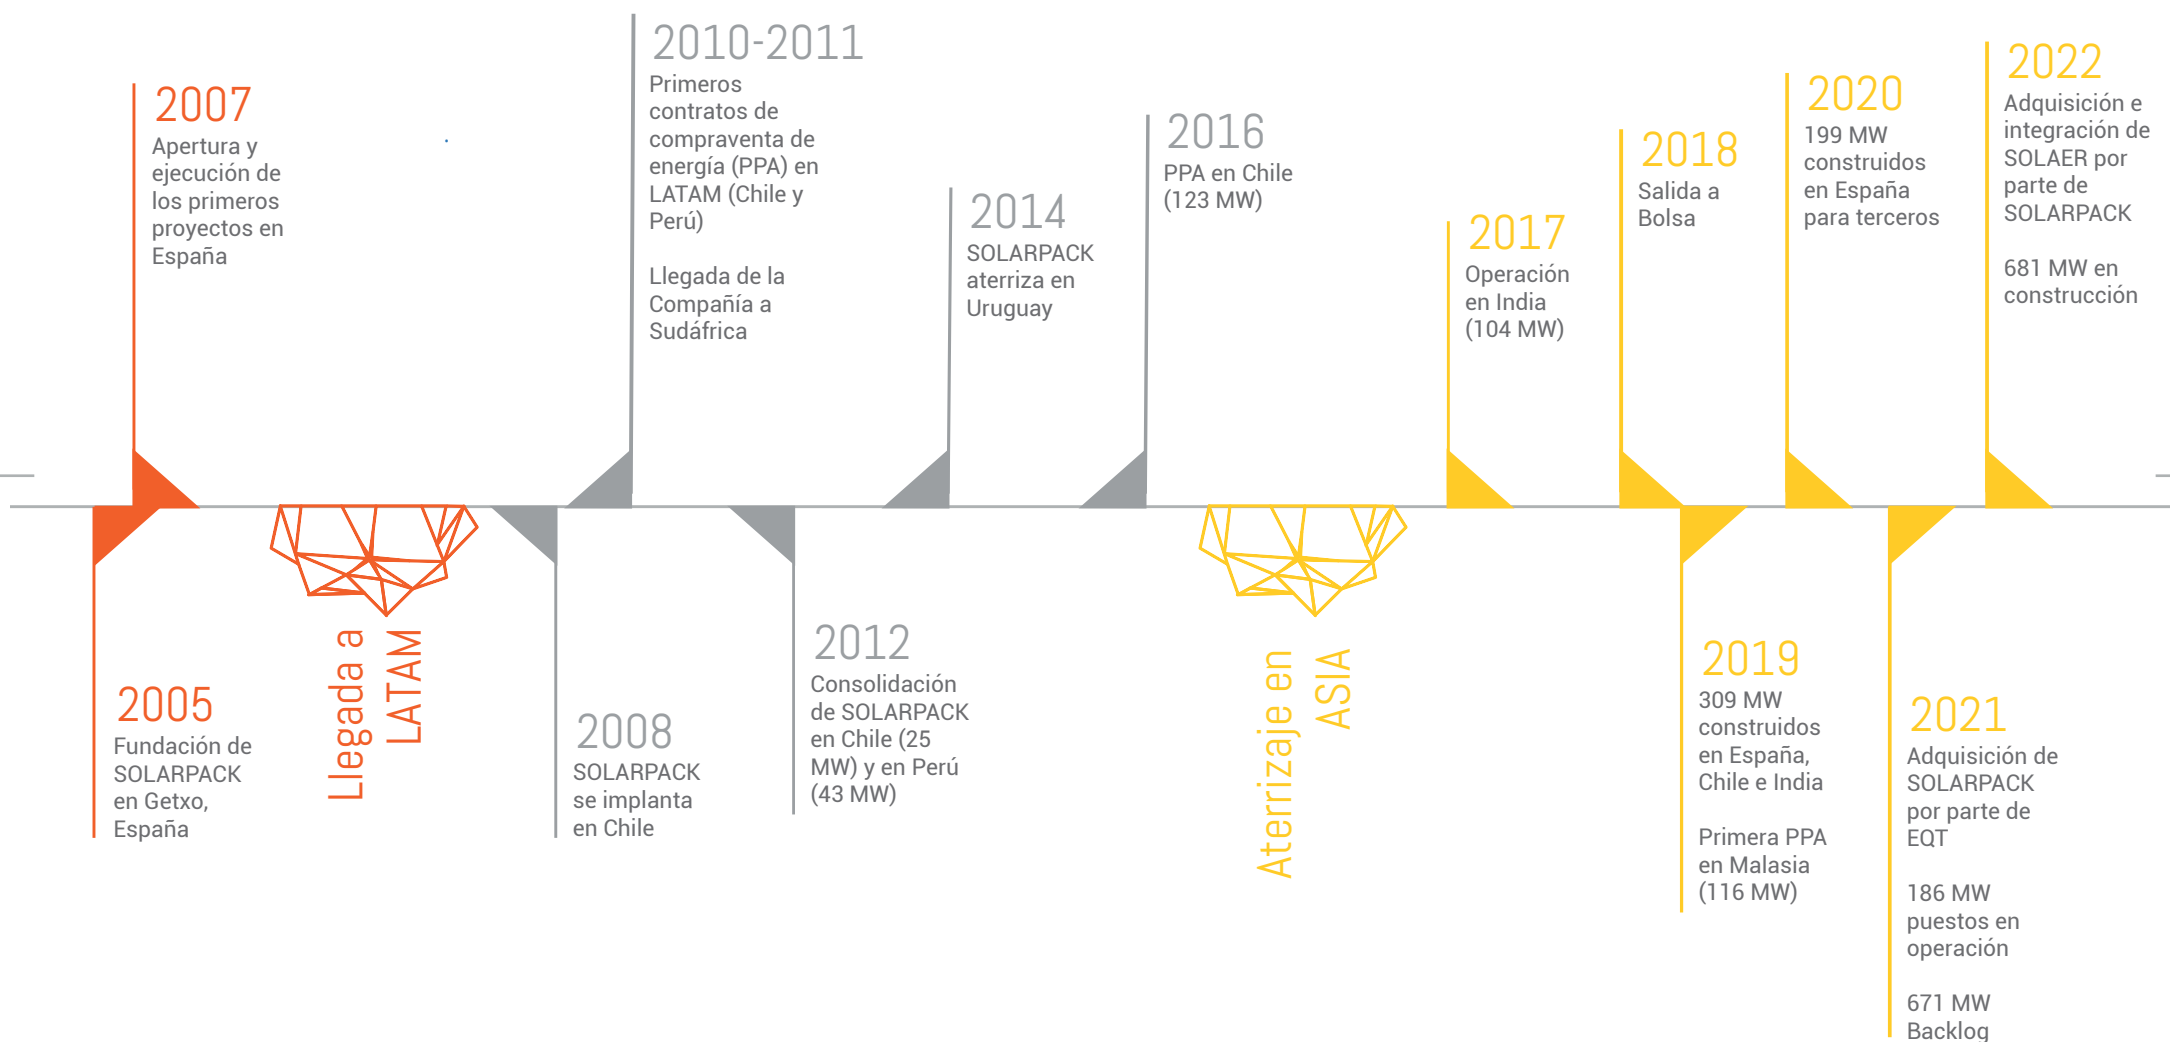 2007
Apertura y
ejecución de
los primeros
proyectos en
España
2010-2011
Primeros
contratos de
compraventa de
energía (PPA) en
LATAM (Chile y
Perú)
Llegada de la
Compañía a
Sudáfrica
2014
SOLARPACK
aterriza en
Uruguay
2016
PPA en Chile
(123 MW)
2017
Operación
en India
(104 MW)
2018
Salida a
Bolsa
2020
199 MW
construidos
en España
para terceros
2022
Adquisición e
integración de
SOLAER por
parte de
SOLARPACK
681 MW en
construcción
2005
Fundación de
SOLARPACK
en Getxo,
España
Llegada a
LATAM
2008
SOLARPACK
se implanta
en Chile
2012
Consolidación
de SOLARPACK
en Chile (25
MW) y en Perú
(43 MW)
Aterrizaje en
ASIA
2019
309 MW
construidos
en España,
Chile e India
Primera PPA
en Malasia
(116 MW)
2021
Adquisición de
SOLARPACK
por parte de
EQT
186 MW
puestos en
operación
671 MW
Backlog